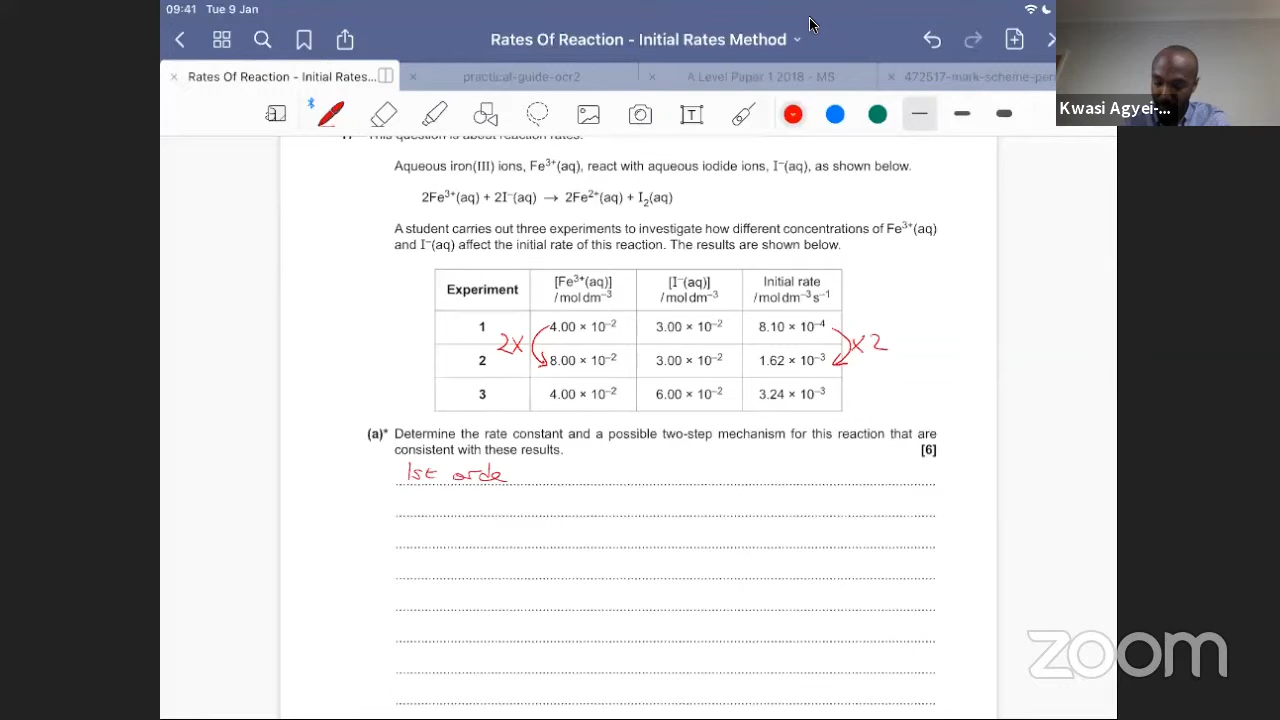 09:41 Tue 9 Jan
Rates Of Reaction - Initial Rates Method
Rates Of Reaction - Initial Rates...
practical-guide-ocr2
A Level Papar 1 2018 - MS
472517-mark-scheme-per
Kwasi Agyei-...
This question is about reaction rates.
Aqueous iron(III) ions, Fe³⁺(aq), react with aqueous iodide ions, I⁻(aq), as shown below.
2Fe³⁺(aq) + 2I⁻(aq) → 2Fe²⁺(aq) + I₂(aq)
A student carries out three experiments to investigate how different concentrations of Fe³⁺(aq)
and I⁻(aq) affect the initial rate of this reaction. The results are shown below.
Experiment [Fe³⁺(aq)] /mol dm⁻³ [I⁻(aq)] /mol dm⁻³ Initial rate /mol dm⁻³ s⁻¹
1 4.00 × 10⁻² 3.00 × 10⁻² 8.10 × 10⁻⁴
2x x2
2 8.00 × 10⁻² 3.00 × 10⁻² 1.62 × 10⁻³
3 4.00 × 10⁻² 6.00 × 10⁻² 3.24 × 10⁻³
(a)* Determine the rate constant and a possible two-step mechanism for this reaction that are
consistent with these results. [6]
1st orde
zoom